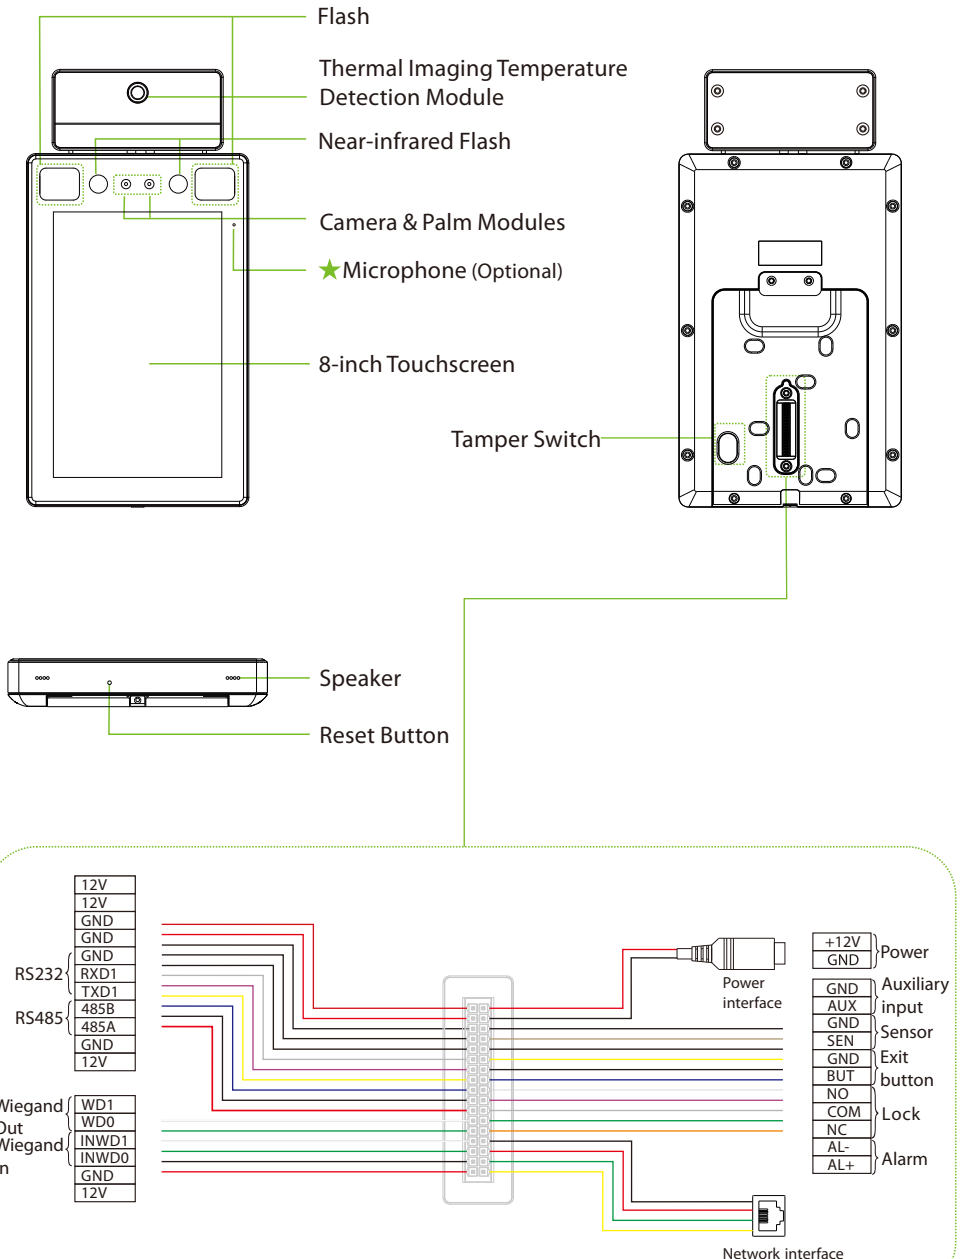 Flash
Thermal Imaging Temperature
Detection Module
Near-infrared Flash
Camera & Palm Modules
★Microphone (Optional)
8-inch Touchscreen
Tamper Switch
Speaker
Reset Button
12V
12V
GND
GND
GND
RS232
RXD1
TXD1
RS485
485B
485A
GND
12V
Wiegand
Out
WD1
WD0
Wiegand
In
INWD1
INWD0
GND
12V
Power
interface
+12V
GND
Power
GND
AUX
Auxiliary
input
GND
SEN
Sensor
GND
BUT
Exit
button
NO
COM
NC
Lock
AL-
AL+
Alarm
Network interface